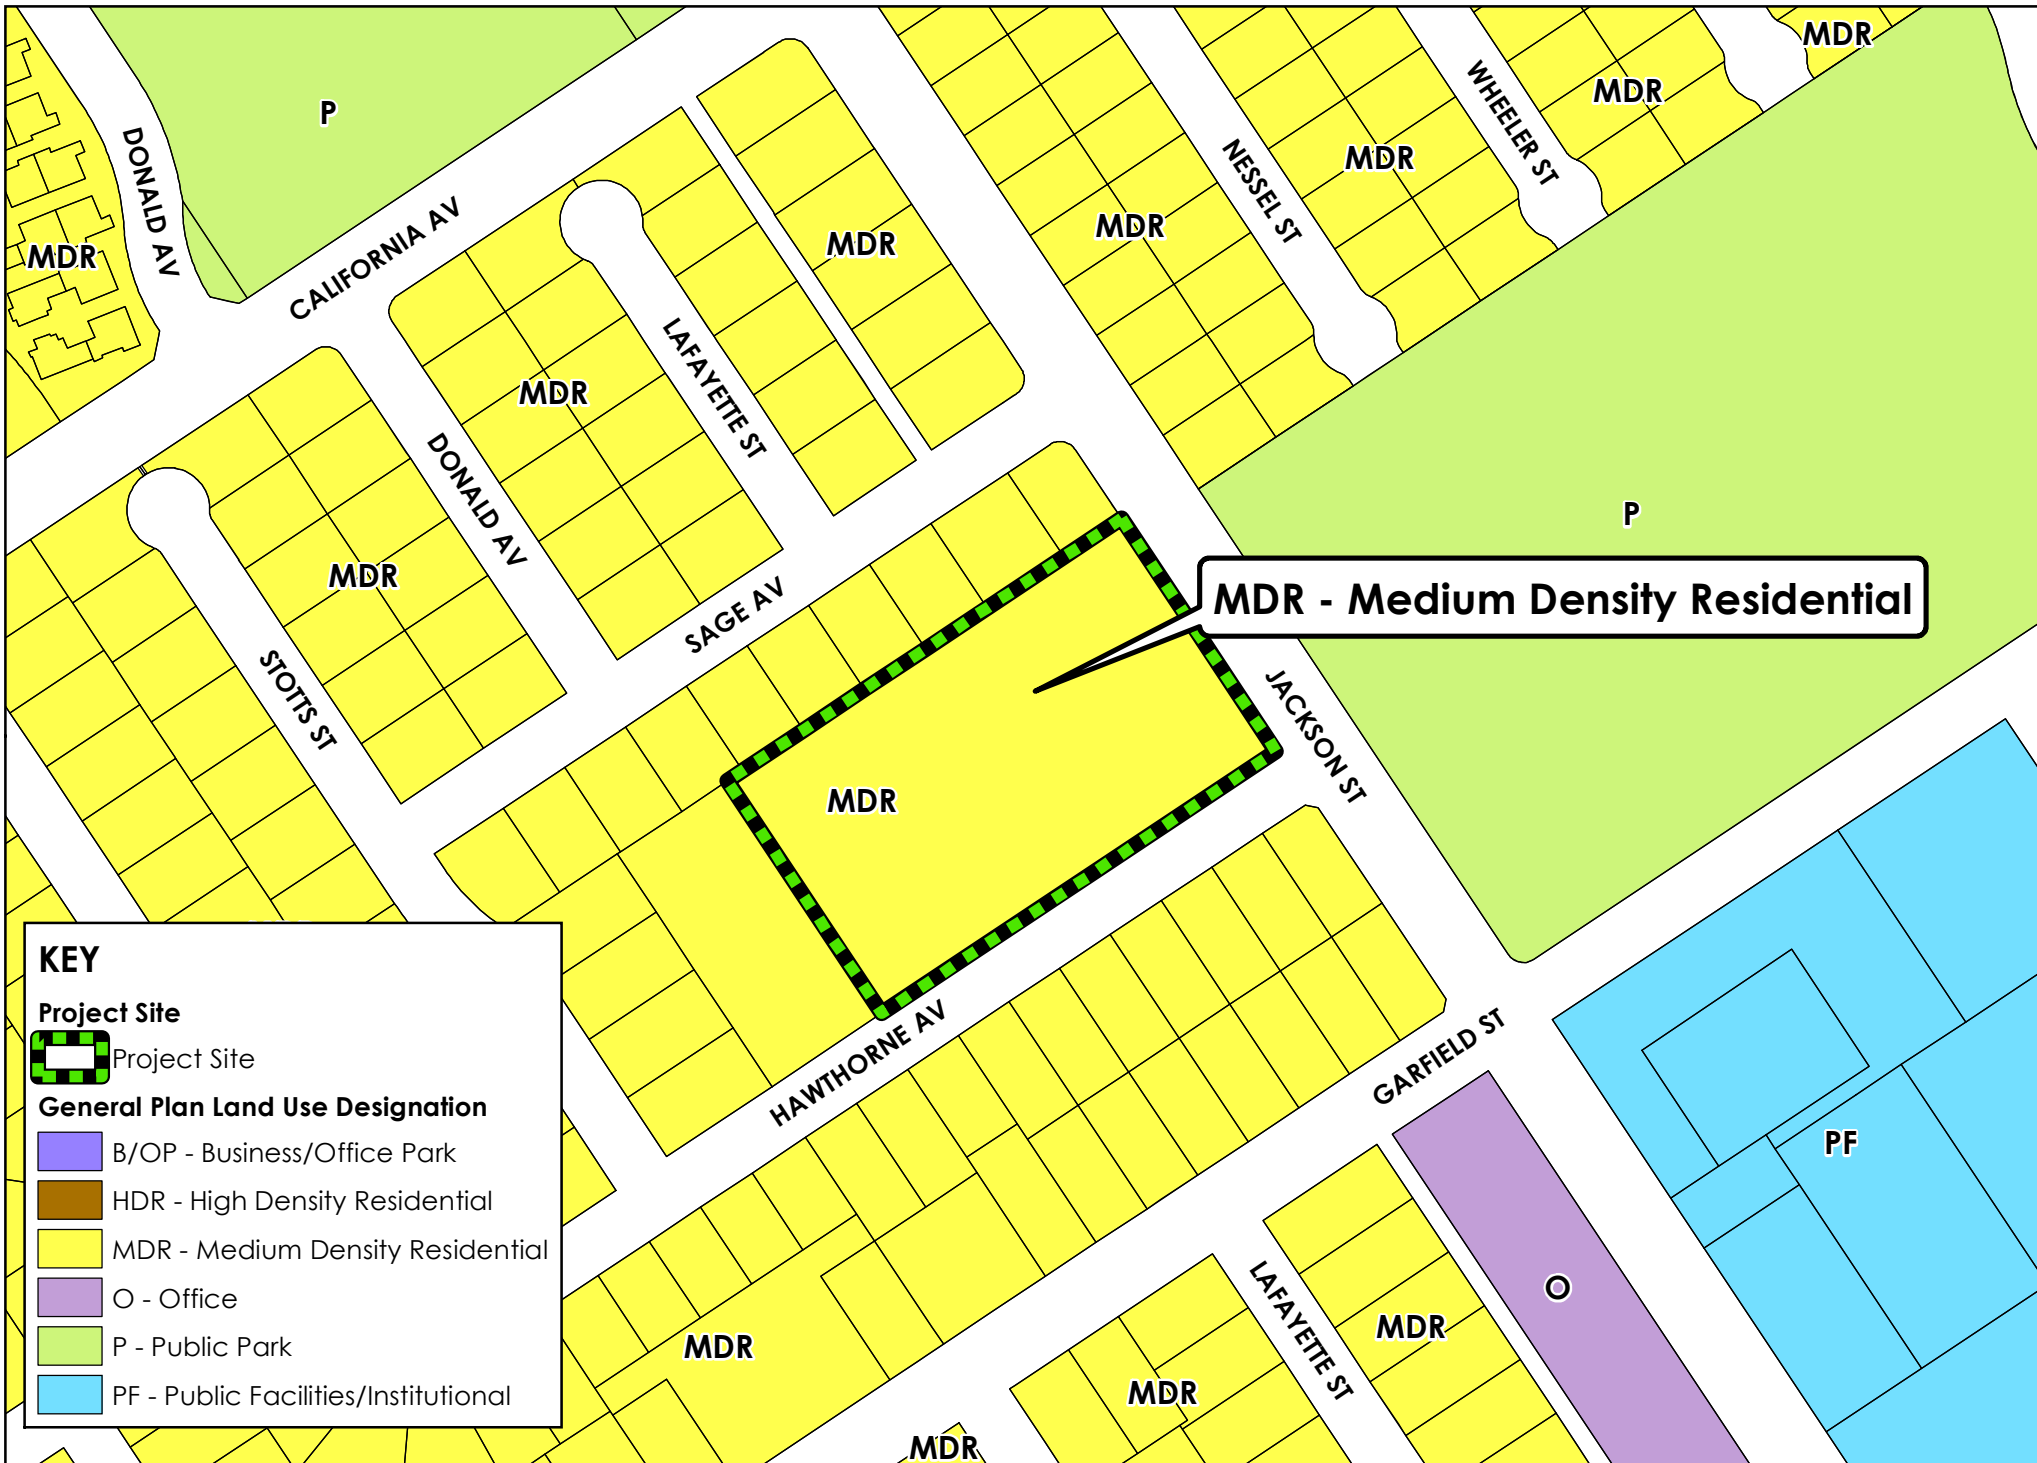 MDR
P
MDR
WHEELER ST
DONALD AV
NESSEL ST
MDR
CALIFORNIA AV
MDR
MDR
MDR
LAFAYETTE ST
MDR
DONALD AV
P
MDR
SAGE AV
MDR - Medium Density Residential
STOTTS ST
JACKSON ST
MDR
HAWTHORNE AV
GARFIELD ST
PF
O
LAFAYETTE ST
MDR
MDR
MDR
MDR
KEY
Project Site
Project Site
General Plan Land Use Designation
B/OP - Business/Office Park
HDR - High Density Residential
MDR - Medium Density Residential
O - Office
P - Public Park
PF - Public Facilities/Institutional